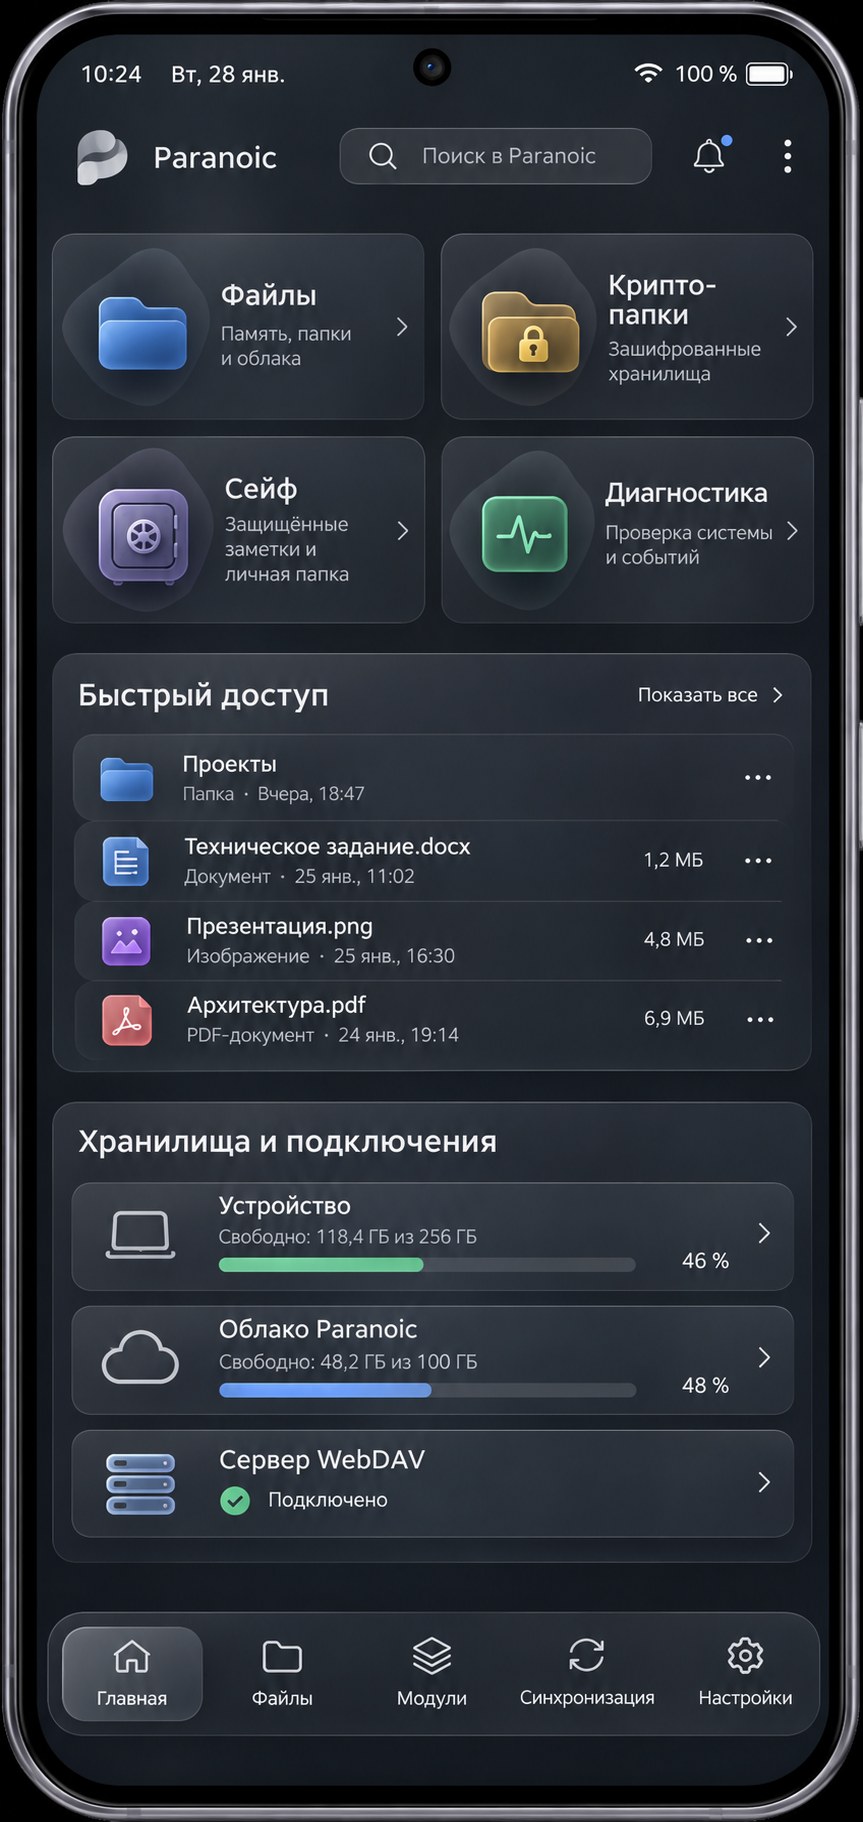 10:24 Вт, 28 янв. 100 %
Paranoic
Поиск в Paranoic
Файлы
Память, папки
и облака
Крипто-
папки
Зашифрованные
хранилища
Сейф
Защищённые
заметки и
личная папка
Диагностика
Проверка системы
и событий
Быстрый доступ
Показать все
Проекты
Папка · Вчера, 18:47
Техническое задание.docx
Документ · 25 янв., 11:02
1,2 МБ
Презентация.png
Изображение · 25 янв., 16:30
4,8 МБ
Архитектура.pdf
PDF-документ · 24 янв., 19:14
6,9 МБ
Хранилища и подключения
Устройство
Свободно: 118,4 ГБ из 256 ГБ
46 %
Облако Paranoic
Свободно: 48,2 ГБ из 100 ГБ
48 %
Сервер WebDAV
Подключено
Главная
Файлы
Модули
Синхронизация
Настройки